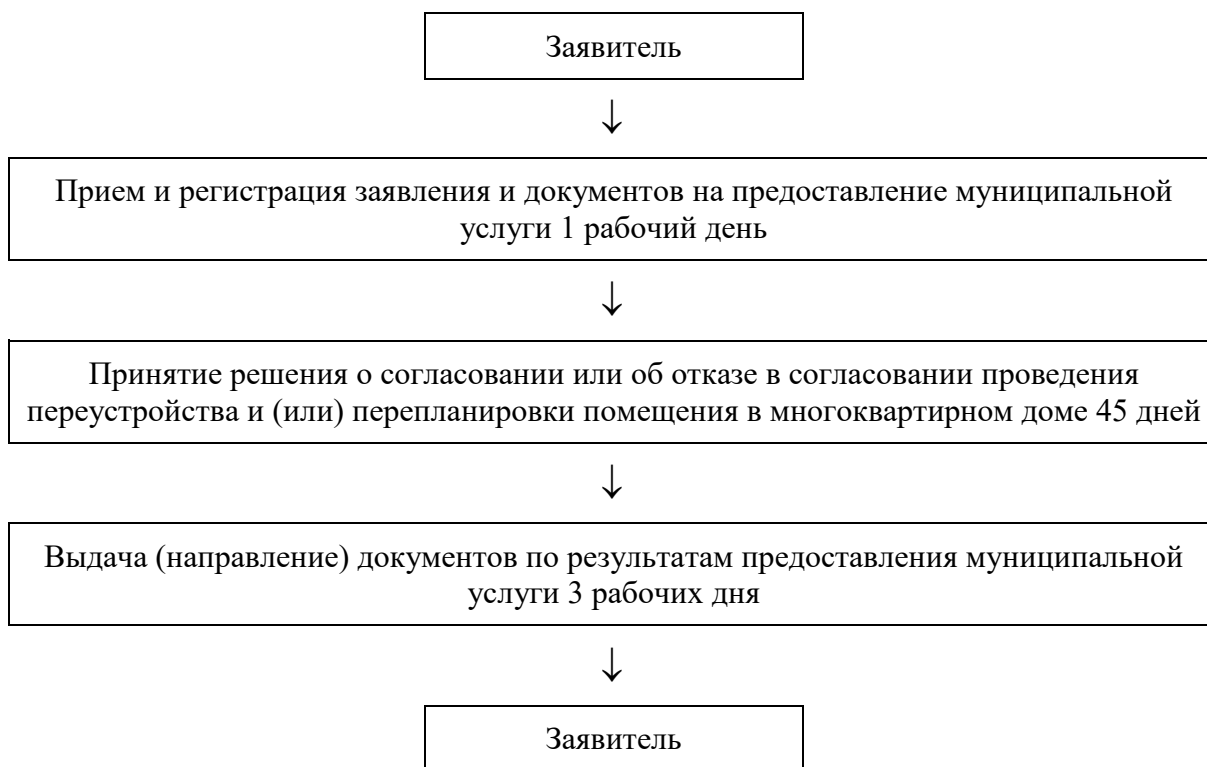 Заявитель
↓
Прием и регистрация заявления и документов на предоставление муниципальной
услуги 1 рабочий день
↓
Принятие решения о согласовании или об отказе в согласовании проведения
переустройства и (или) перепланировки помещения в многоквартирном доме 45 дней
↓
Выдача (направление) документов по результатам предоставления муниципальной
услуги 3 рабочих дня
↓
Заявитель